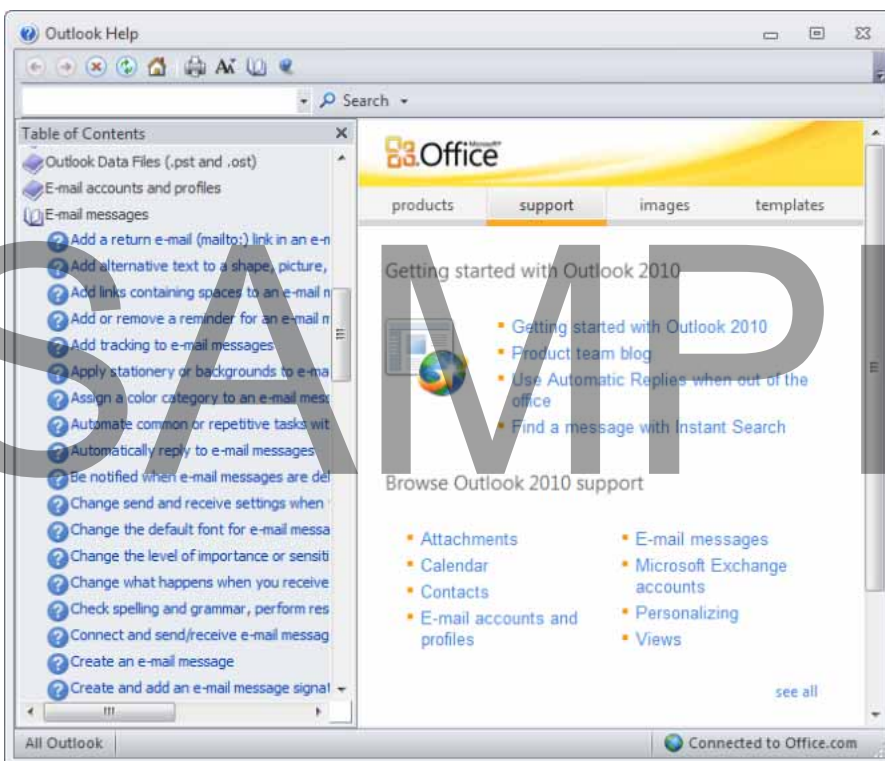 Outlook Help
Search
Table of Contents
Outlook Data Files (.pst and .ost)
E-mail accounts and profiles
E-mail messages
Add a return e-mail (mailto:) link in an e-n
Add alternative text to a shape, picture,
Add links containing spaces to an e-mail n
Add or remove a reminder for an e-mail m
Add tracking to e-mail messages
Apply stationery or backgrounds to e-ma
Assign a color category to an e-mail mess
Automate common or repetitive tasks wit
Automatically reply to e-mail messages
Be notified when e-mail messages are del
Change send and receive settings when
Change the default font for e-mail messa
Change the level of importance or sensiti
Change what happens when you receive
Check spelling and grammar, perform res
Connect and send/receive e-mail messag
Create an e-mail message
Create and add an e-mail message signat
Microsoft
Office
products support images templates
Getting started with Outlook 2010
Getting started with Outlook 2010
Product team blog
Use Automatic Replies when out of the
office
Find a message with Instant Search
Browse Outlook 2010 support
Attachments
Calendar
Contacts
E-mail accounts and
profiles
E-mail messages
Microsoft Exchange
accounts
Personalizing
Views
see all
All Outlook
Connected to Office.com
SAMPL